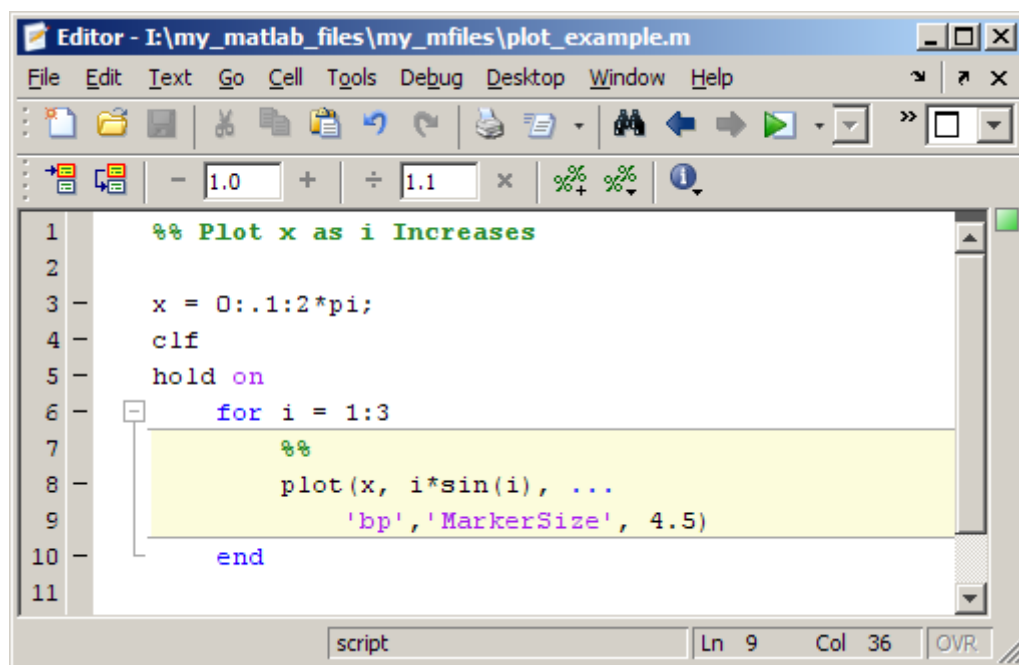 Editor - I:\my_matlab_files\my_mfiles\plot_example.m
File Edit Text Go Cell Tools Debug Desktop Window Help
− 1.0 + ÷ 1.1 ×
1 %% Plot x as i Increases
2
3 − x = 0:.1:2*pi;
4 − clf
5 − hold on
6 − for i = 1:3
7 %%
8 − plot(x, i*sin(i), ...
9 'bp','MarkerSize', 4.5)
10 − end
11
script Ln 9 Col 36 OVR